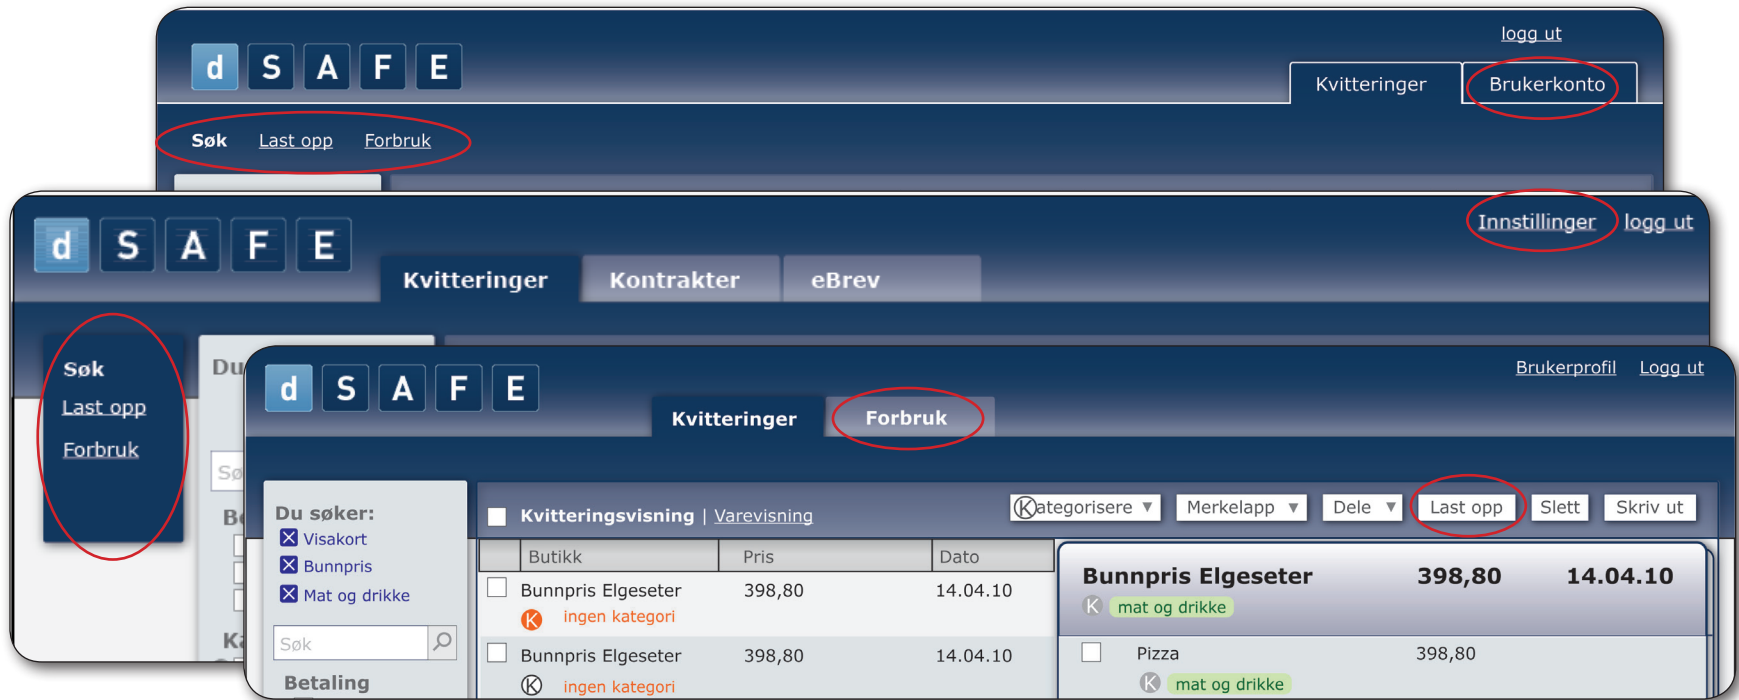 logg ut
d S A F E
Kvitteringer Brukerkonto
Søk Last opp Forbruk
Innstillinger logg ut
d S A F E
Kvitteringer Kontrakter eBrev
Søk
Last opp
Forbruk
Du
Sø
Brukerprofil Logg ut
d S A F E
Kvitteringer Forbruk
Du søker:
Visakort
Bunnpris
Mat og drikke
Søk
Betaling
Kvitteringsvisning | Varevisning
Kategorisere Merkelapp Dele Last opp Slett Skriv ut
Butikk Pris Dato
Bunnpris Elgeseter 398,80 14.04.10
K ingen kategori
Bunnpris Elgeseter 398,80 14.04.10
K ingen kategori
Bunnpris Elgeseter 398,80 14.04.10
K mat og drikke
Pizza 398,80
K mat og drikke